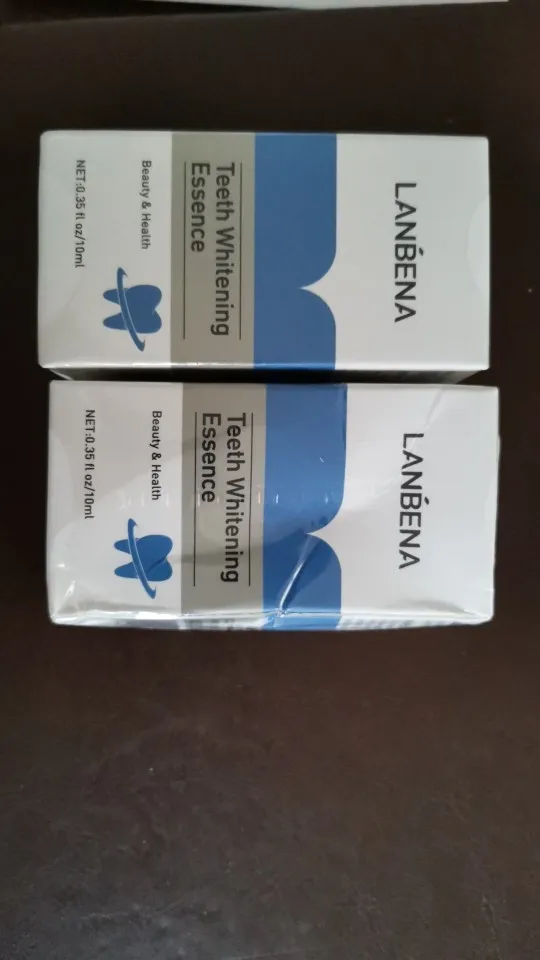 LANBENA
Teeth Whitening
Essence
Beauty & Health
NET:0.35 fl oz/10ml
LANBENA
Teeth Whitening
Essence
Beauty & Health
NET:0.35 fl oz/10ml